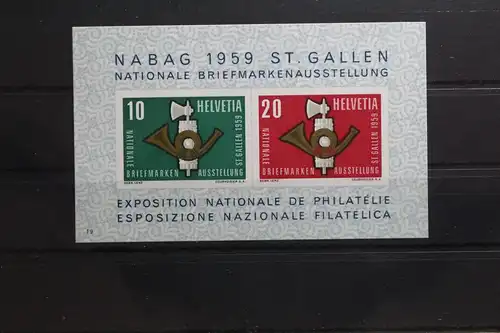 NABAG 1959 ST. GALLEN
NATIONALE BRIEFMARKENAUSSTELLUNG
10 HELVETIA
NATIONALE
BRIEFMARKEN AUSSTELLUNG
ST. GALLEN 1959
20 HELVETIA
NATIONALE
BRIEFMARKEN AUSSTELLUNG
ST. GALLEN 1959
EXPOSITION NATIONALE DE PHILATÉLIE
ESPOSIZIONE NAZIONALE FILATELICA